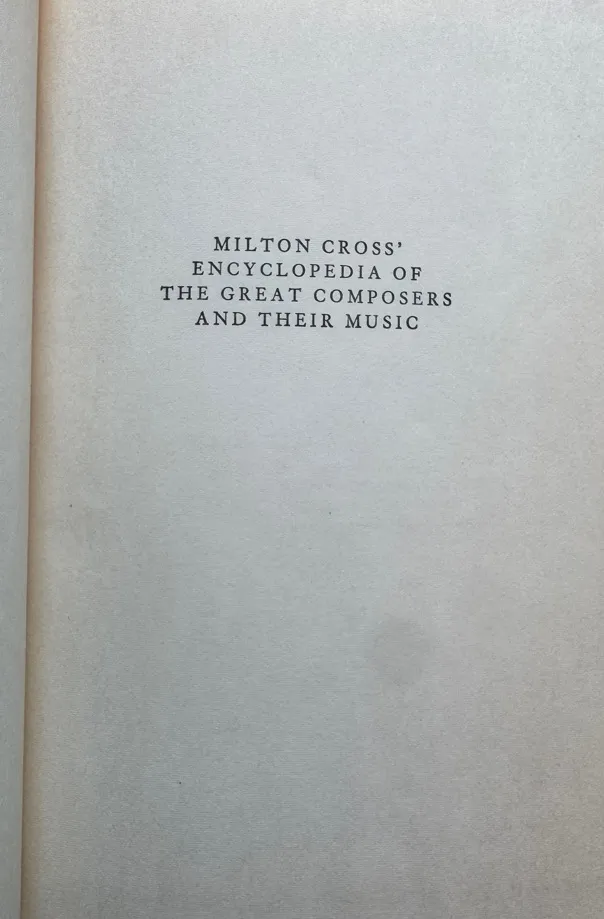 MILTON CROSS'
ENCYCLOPEDIA OF
THE GREAT COMPOSERS
AND THEIR MUSIC